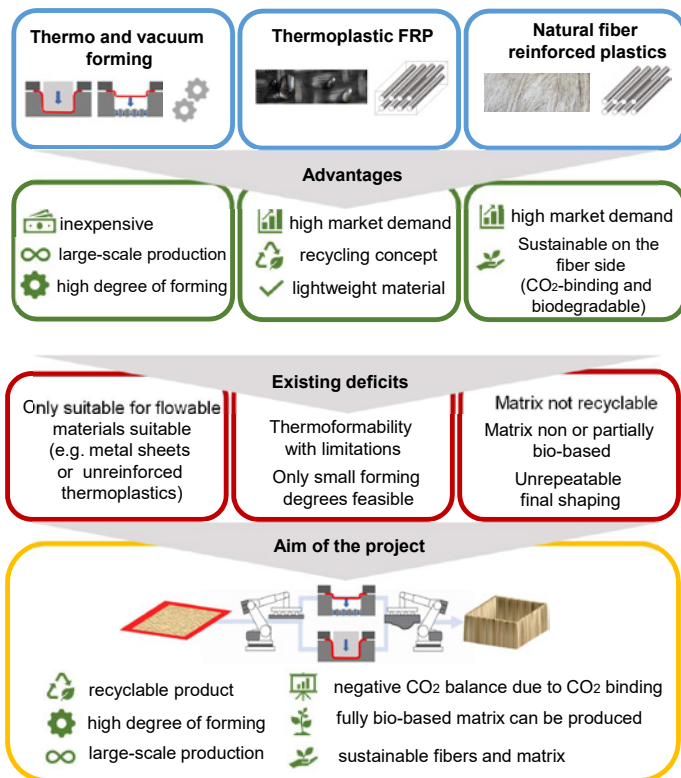 Thermo and vacuum
forming
Thermoplastic FRP
Natural fiber
reinforced plastics
Advantages
inexpensive
large-scale production
high degree of forming
high market demand
recycling concept
lightweight material
high market demand
Sustainable on the
fiber side
(CO₂-binding and
biodegradable)
Existing deficits
Only suitable for flowable
materials suitable
(e.g. metal sheets
or unreinforced
thermoplastics)
Thermoformability
with limitations
Only small forming
degrees feasible
Matrix not recyclable
Matrix non or partially
bio-based
Unrepeatable
final shaping
Aim of the project
recyclable product
high degree of forming
large-scale production
negative CO₂ balance due to CO₂ binding
fully bio-based matrix can be produced
sustainable fibers and matrix